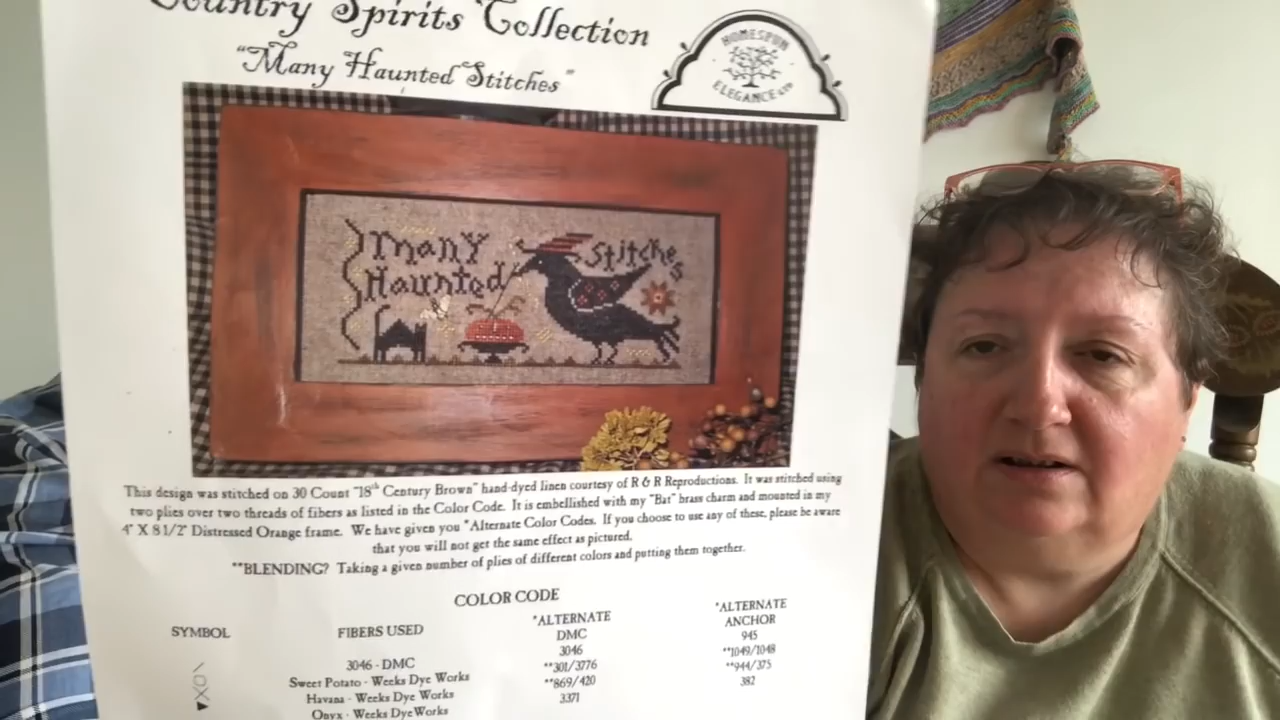 Country Spirits Collection
"Many Haunted Stitches"
HOMESPUN
ELEGANCE LTD
Many
Haunted
Stitches
This design was stitched on 30 Count "18th Century Brown" hand-dyed linen courtesy of R & R Reproductions. It was stitched using
two plies over two threads of fibers as listed in the Color Code. It is embellished with my "Bat" brass charm and mounted in my
4" X 8 1/2" Distressed Orange frame. We have given you *Alternate Color Codes. If you choose to use any of these, please be aware
that you will not get the same effect as pictured.
**BLENDING? Taking a given number of plies of different colors and putting them together.
COLOR CODE
SYMBOL
FIBERS USED
3046 - DMC
Sweet Potato - Weeks Dye Works
Havana - Weeks Dye Works
Onyx - Weeks Dye Works
*ALTERNATE
DMC
3046
**301/3776
**869/420
3371
*ALTERNATE
ANCHOR
945
**1049/1048
**944/375
382